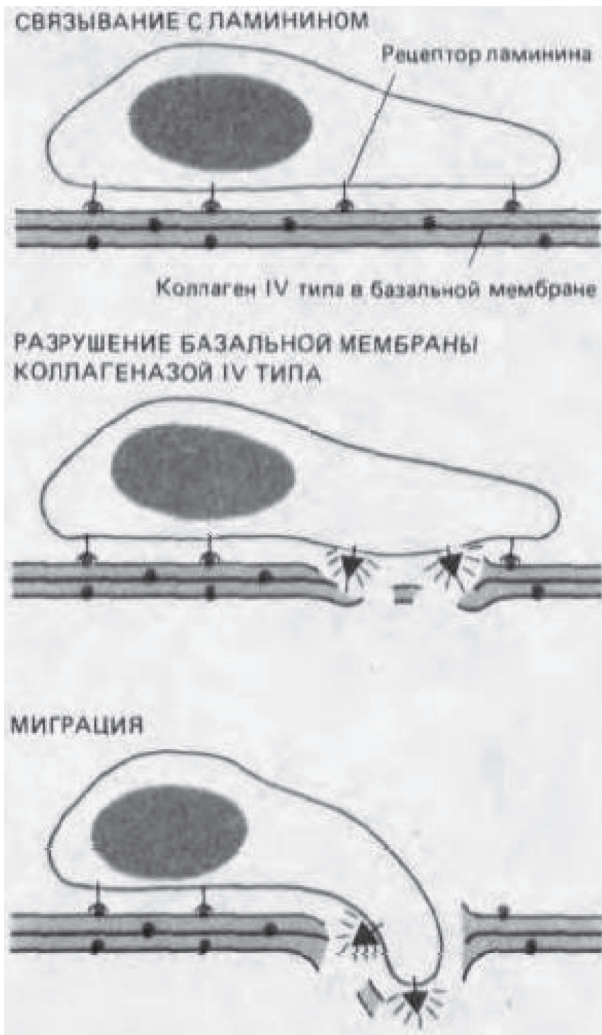 СВЯЗЫВАНИЕ С ЛАМИНИНОМ
Рецептор ламинина
Коллаген IV типа в базальной мембране
РАЗРУШЕНИЕ БАЗАЛЬНОЙ МЕМБРАНЫ
КОЛЛАГЕНАЗОЙ IV ТИПА
МИГРАЦИЯ